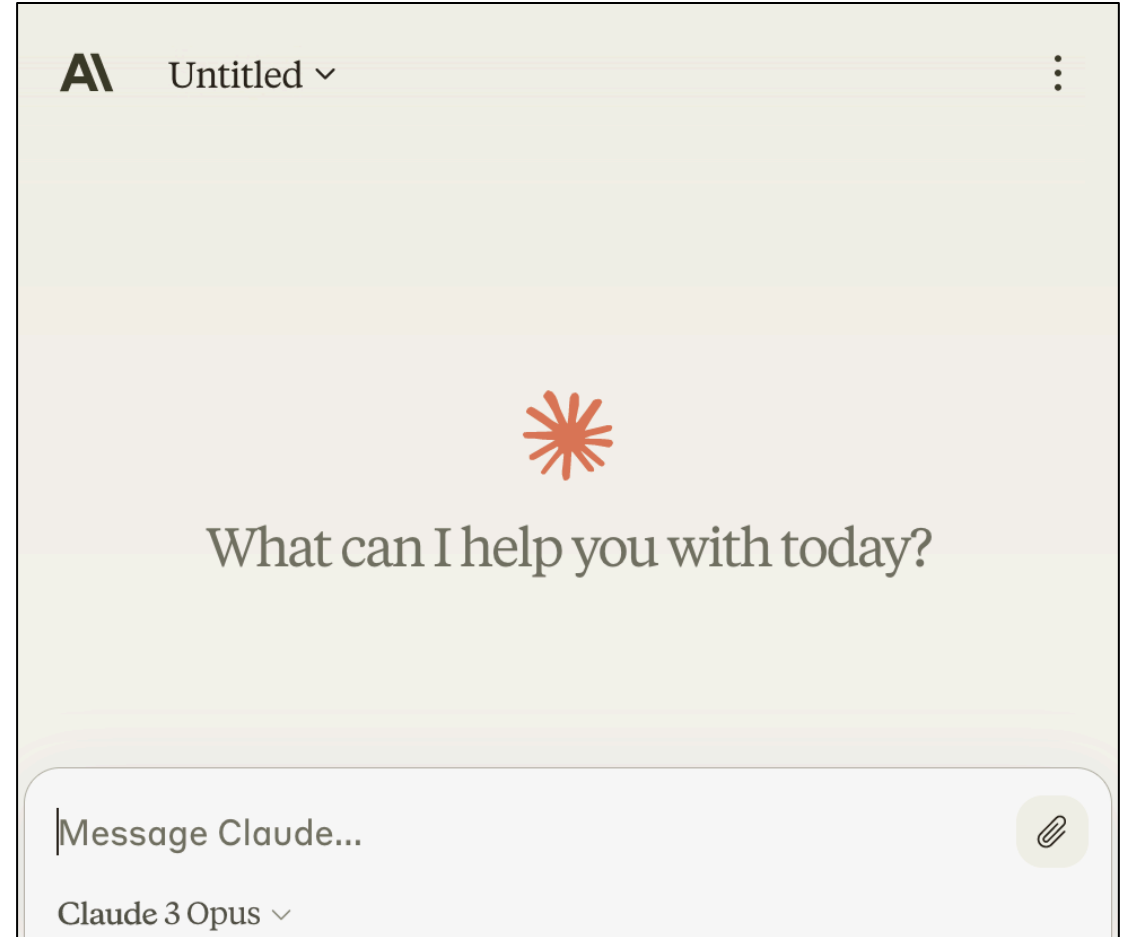 A\ Untitled
What can I help you with today?
Message Claude...
Claude 3 Opus